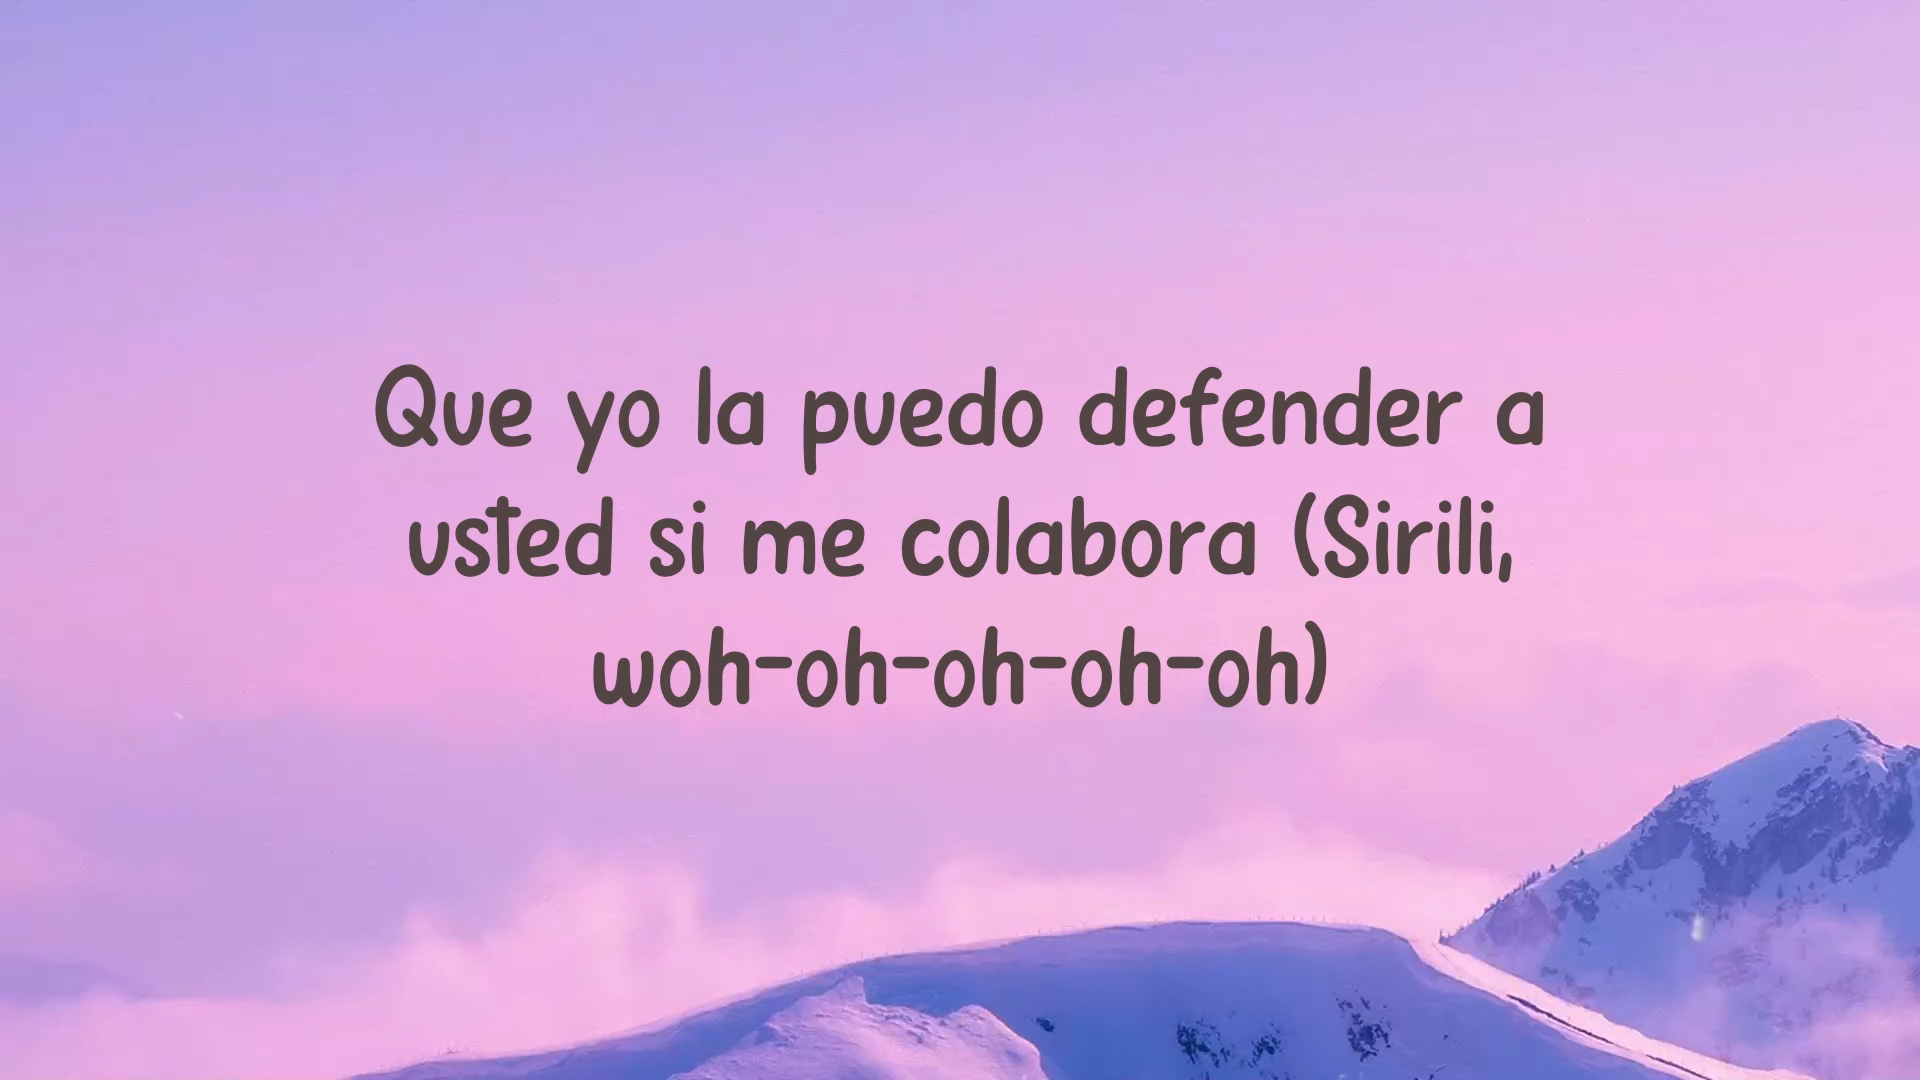 Que yo la puedo defender a
usted si me colabora (Sirili,
woh-oh-oh-oh-oh)